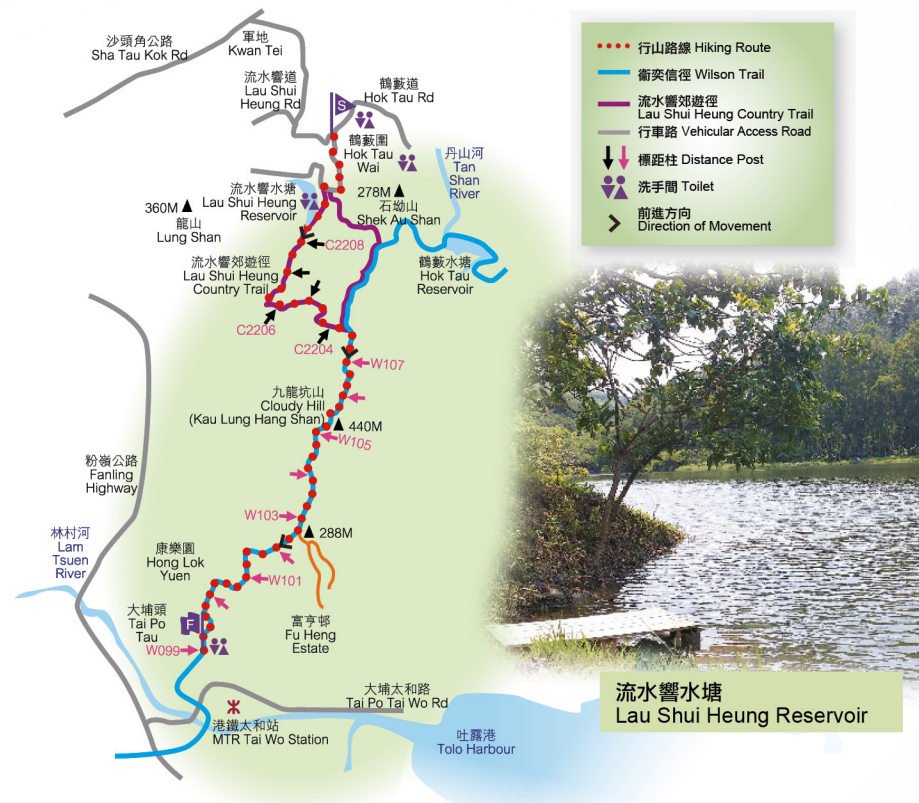 沙頭角公路
Sha Tau Kok Rd
軍地
Kwan Tei
流水響道
Lau Shui
Heung Rd
鶴藪道
Hok Tau Rd
S
鶴藪圍
Hok Tau
Wai
丹山河
Tan
Shan
River
流水響水塘
Lau Shui Heung
Reservoir
278M
石坳山
Shek Au Shan
360M
龍山
Lung Shan
C2208
流水響郊遊徑
Lau Shui Heung
Country Trail
鶴藪水塘
Hok Tau
Reservoir
C2206
C2204
W107
九龍坑山
Cloudy Hill
(Kau Lung Hang Shan)
440M
W105
粉嶺公路
Fanling
Highway
W103
288M
林村河
Lam
Tsuen
River
康樂園
Hong Lok
Yuen
W101
大埔頭
Tai Po
Tau
F
富亨邨
Fu Heng
Estate
W099
大埔太和路
Tai Po Tai Wo Rd
港鐵太和站
MTR Tai Wo Station
吐露港
Tolo Harbour
行山路線 Hiking Route
衞奕信徑 Wilson Trail
流水響郊遊徑
Lau Shui Heung Country Trail
行車路 Vehicular Access Road
標距柱 Distance Post
洗手間 Toilet
前進方向
Direction of Movement
流水響水塘
Lau Shui Heung Reservoir